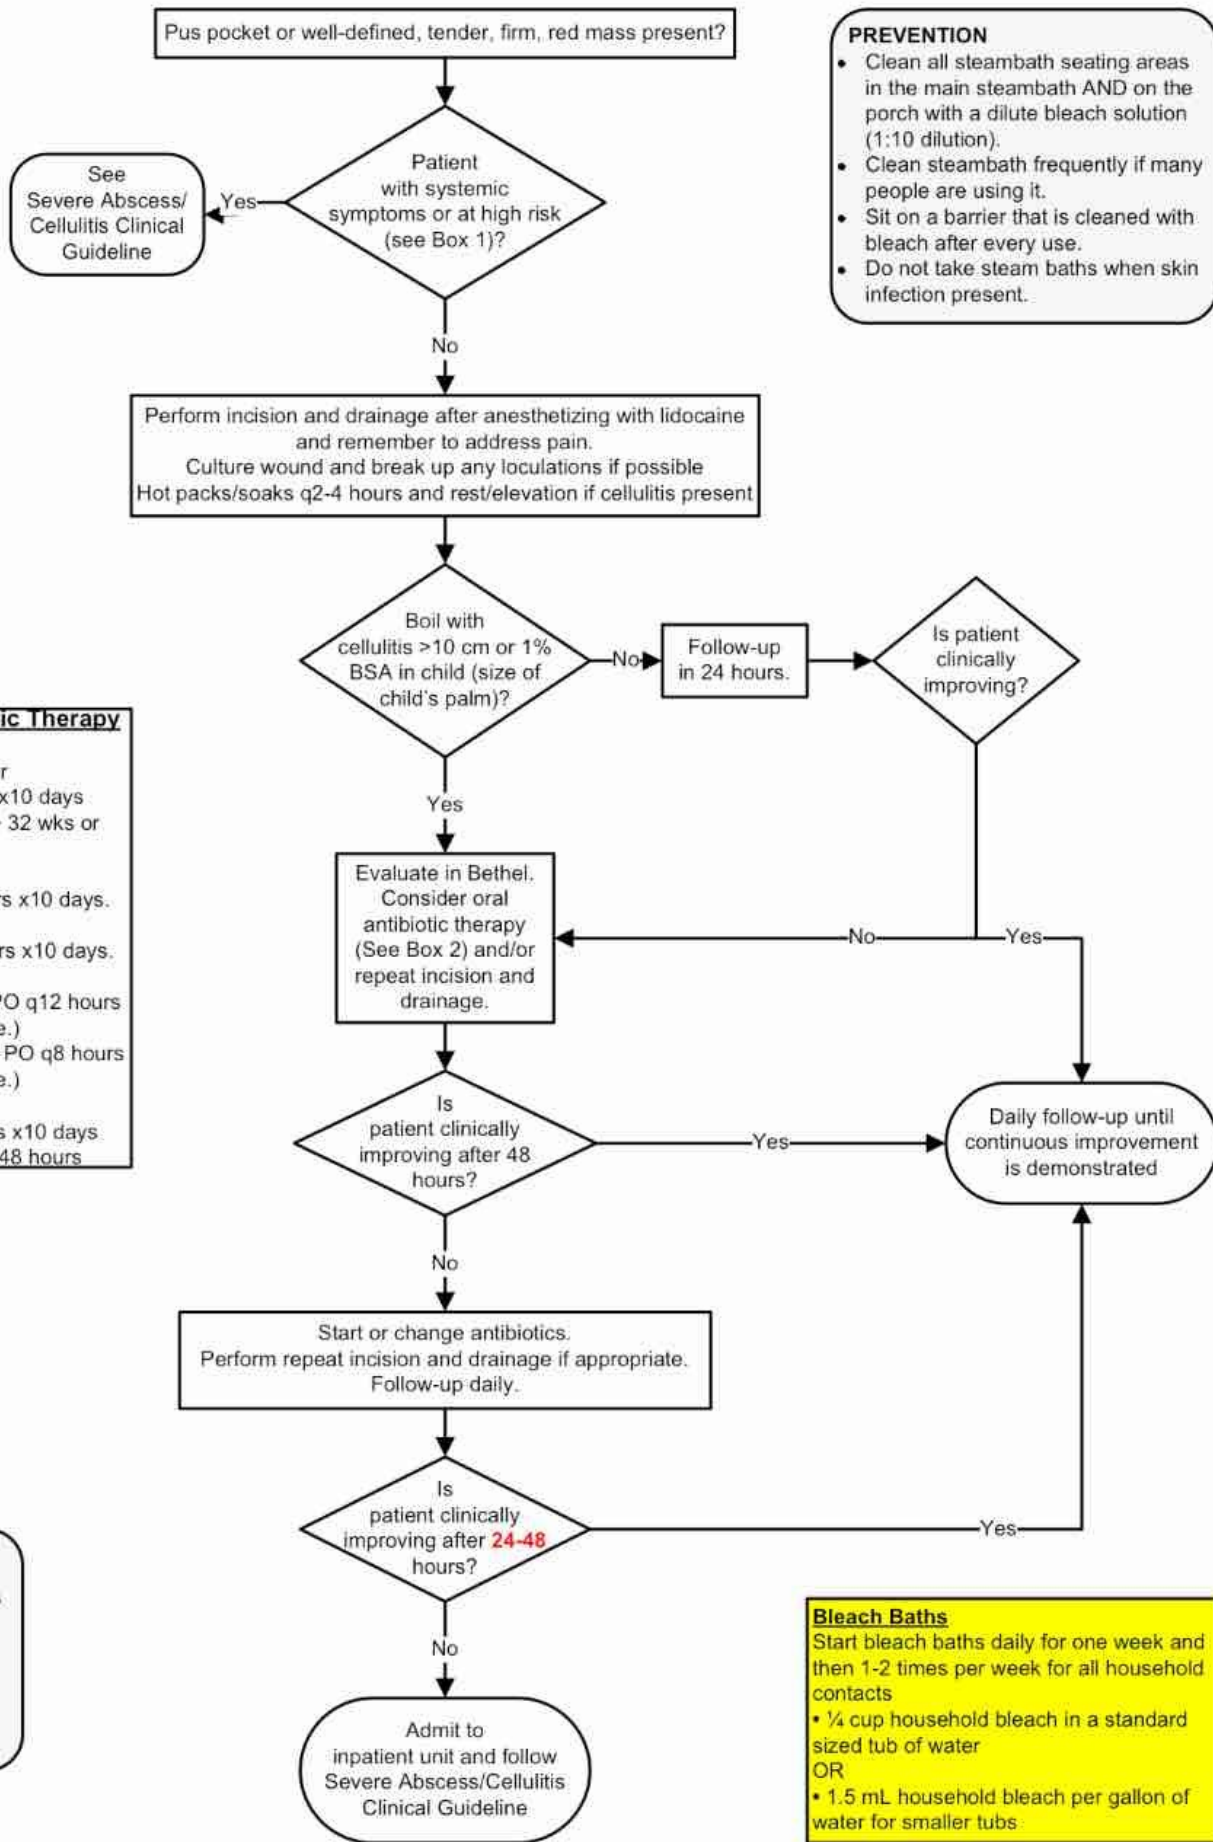 Pus pocket or well-defined, tender, firm, red mass present?
PREVENTION
• Clean all steambath seating areas
in the main steambath AND on the
porch with a dilute bleach solution
(1:10 dilution).
• Clean steambath frequently if many
people are using it.
• Sit on a barrier that is cleaned with
bleach after every use.
• Do not take steam baths when skin
infection present.
Patient
with systemic
symptoms or at high risk
(see Box 1)?
Yes
See
Severe Abscess/
Cellulitis Clinical
Guideline
No
Perform incision and drainage after anesthetizing with lidocaine
and remember to address pain.
Culture wound and break up any loculations if possible
Hot packs/soaks q2-4 hours and rest/elevation if cellulitis present
Boil with
cellulitis >10 cm or 1%
BSA in child (size of
child's palm)?
No
Follow-up
in 24 hours.
Is patient
clinically
improving?
ic Therapy
r
x10 days
32 wks or
rs x10 days.
rs x10 days.
PO q12 hours
e.)
PO q8 hours
e.)
s x10 days
48 hours
Yes
Evaluate in Bethel.
Consider oral
antibiotic therapy
(See Box 2) and/or
repeat incision and
drainage.
No
Yes
Is
patient clinically
improving after 48
hours?
Yes
Daily follow-up until
continuous improvement
is demonstrated
No
Start or change antibiotics.
Perform repeat incision and drainage if appropriate.
Follow-up daily.
Is
patient clinically
improving after 24-48
hours?
Yes
No
Admit to
inpatient unit and follow
Severe Abscess/Cellulitis
Clinical Guideline
Bleach Baths
Start bleach baths daily for one week and
then 1-2 times per week for all household
contacts
• ¼ cup household bleach in a standard
sized tub of water
OR
• 1.5 mL household bleach per gallon of
water for smaller tubs